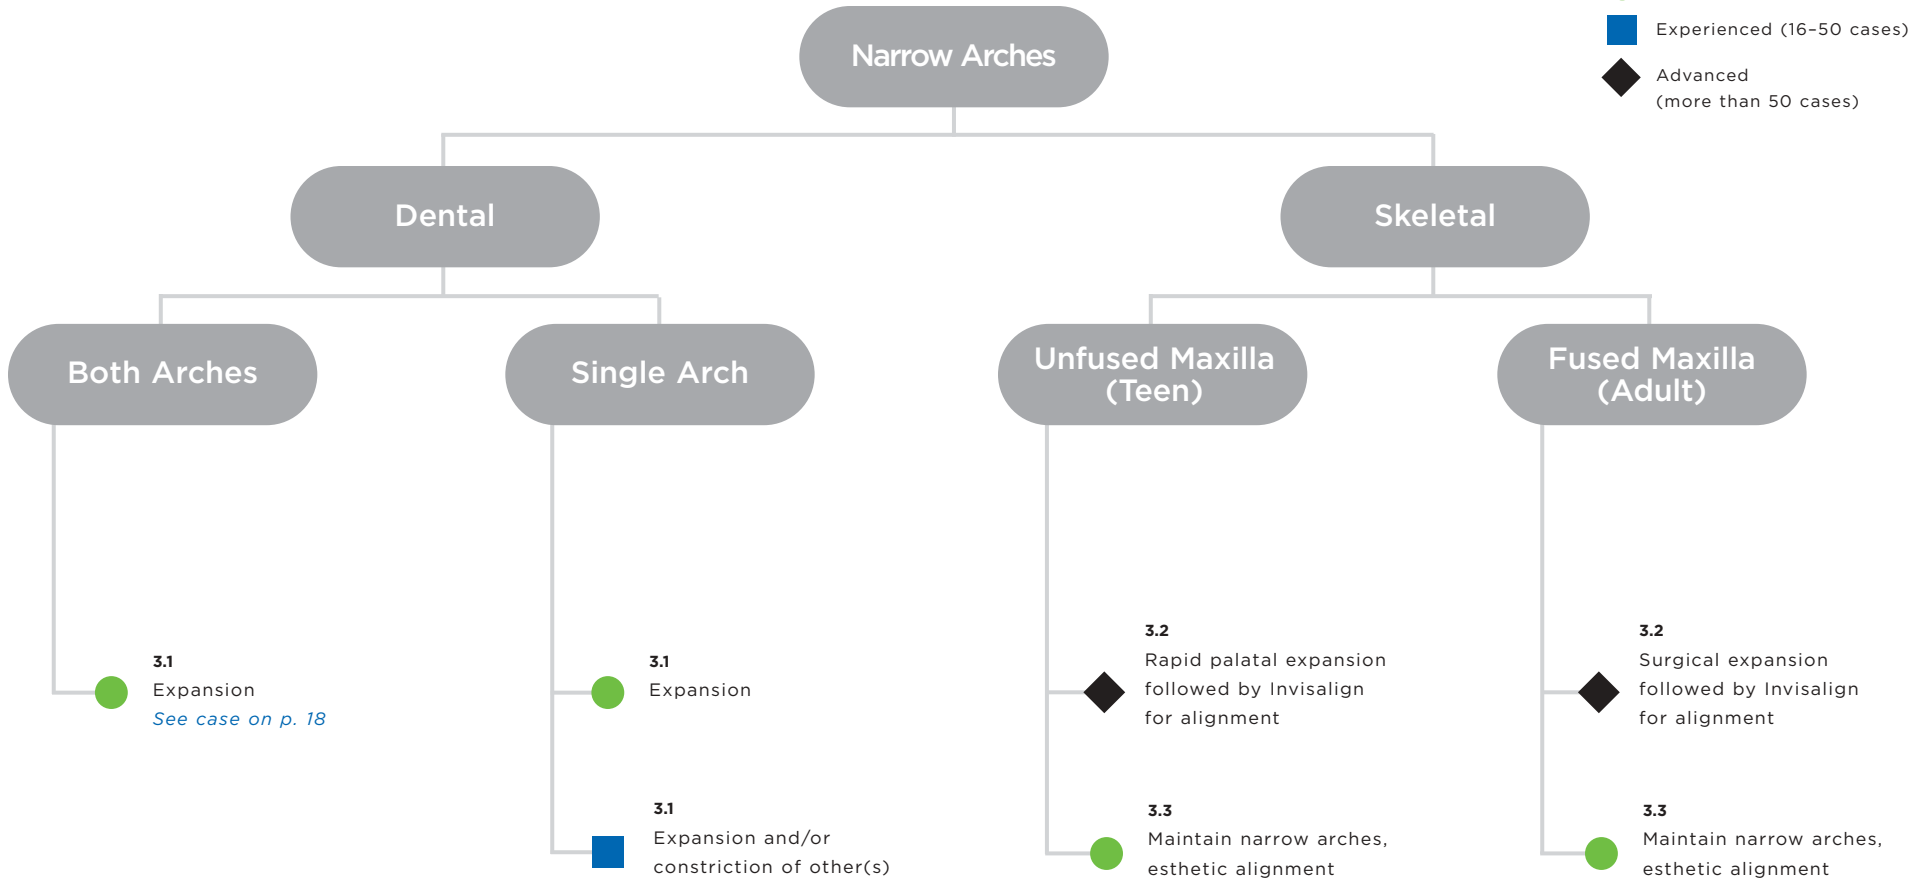 Narrow Arches
Experienced (16–50 cases)
Advanced
(more than 50 cases)
Dental
Skeletal
Both Arches
Single Arch
Unfused Maxilla
(Teen)
Fused Maxilla
(Adult)
3.1
Expansion
See case on p. 18
3.1
Expansion
3.1
Expansion and/or
constriction of other(s)
3.2
Rapid palatal expansion
followed by Invisalign
for alignment
3.3
Maintain narrow arches,
esthetic alignment
3.2
Surgical expansion
followed by Invisalign
for alignment
3.3
Maintain narrow arches,
esthetic alignment